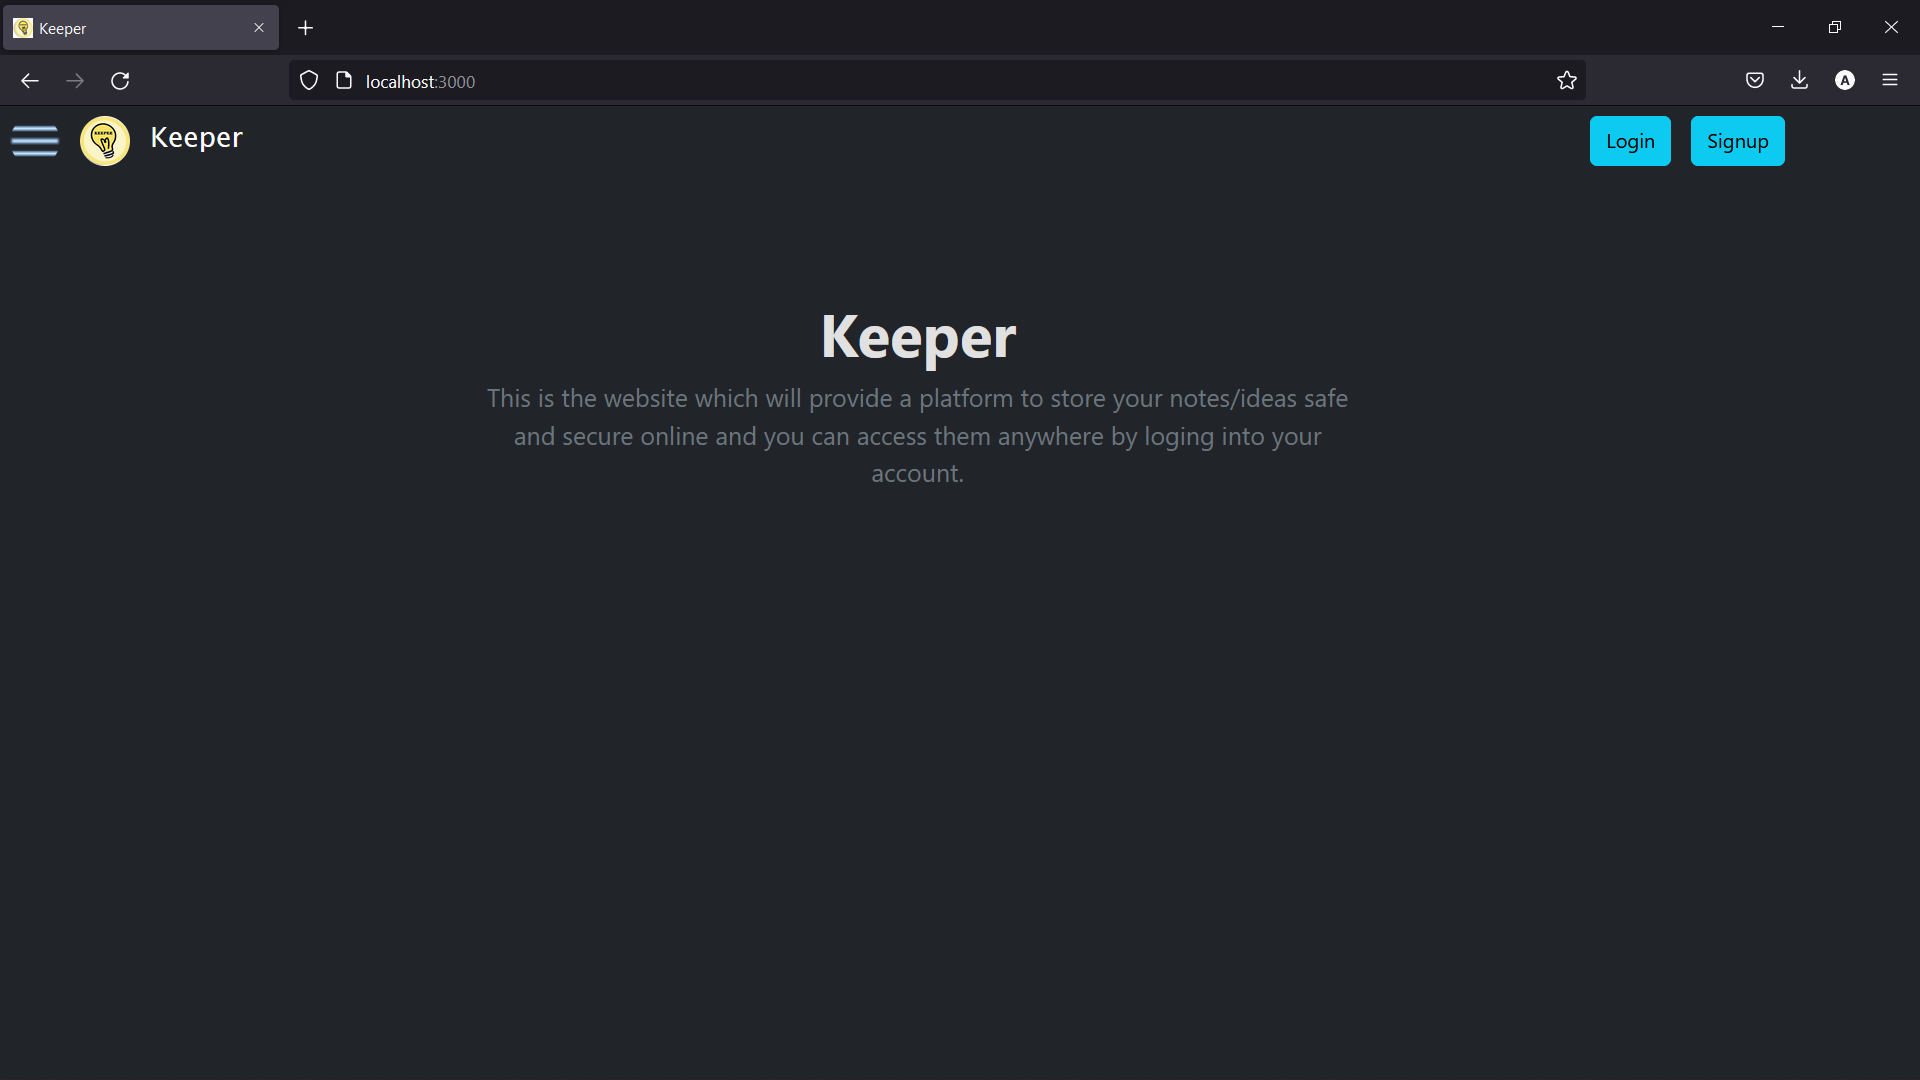 Keeper
localhost:3000
A
KEEPER
Keeper
Login
Signup
Keeper
This is the website which will provide a platform to store your notes/ideas safe
and secure online and you can access them anywhere by loging into your
account.